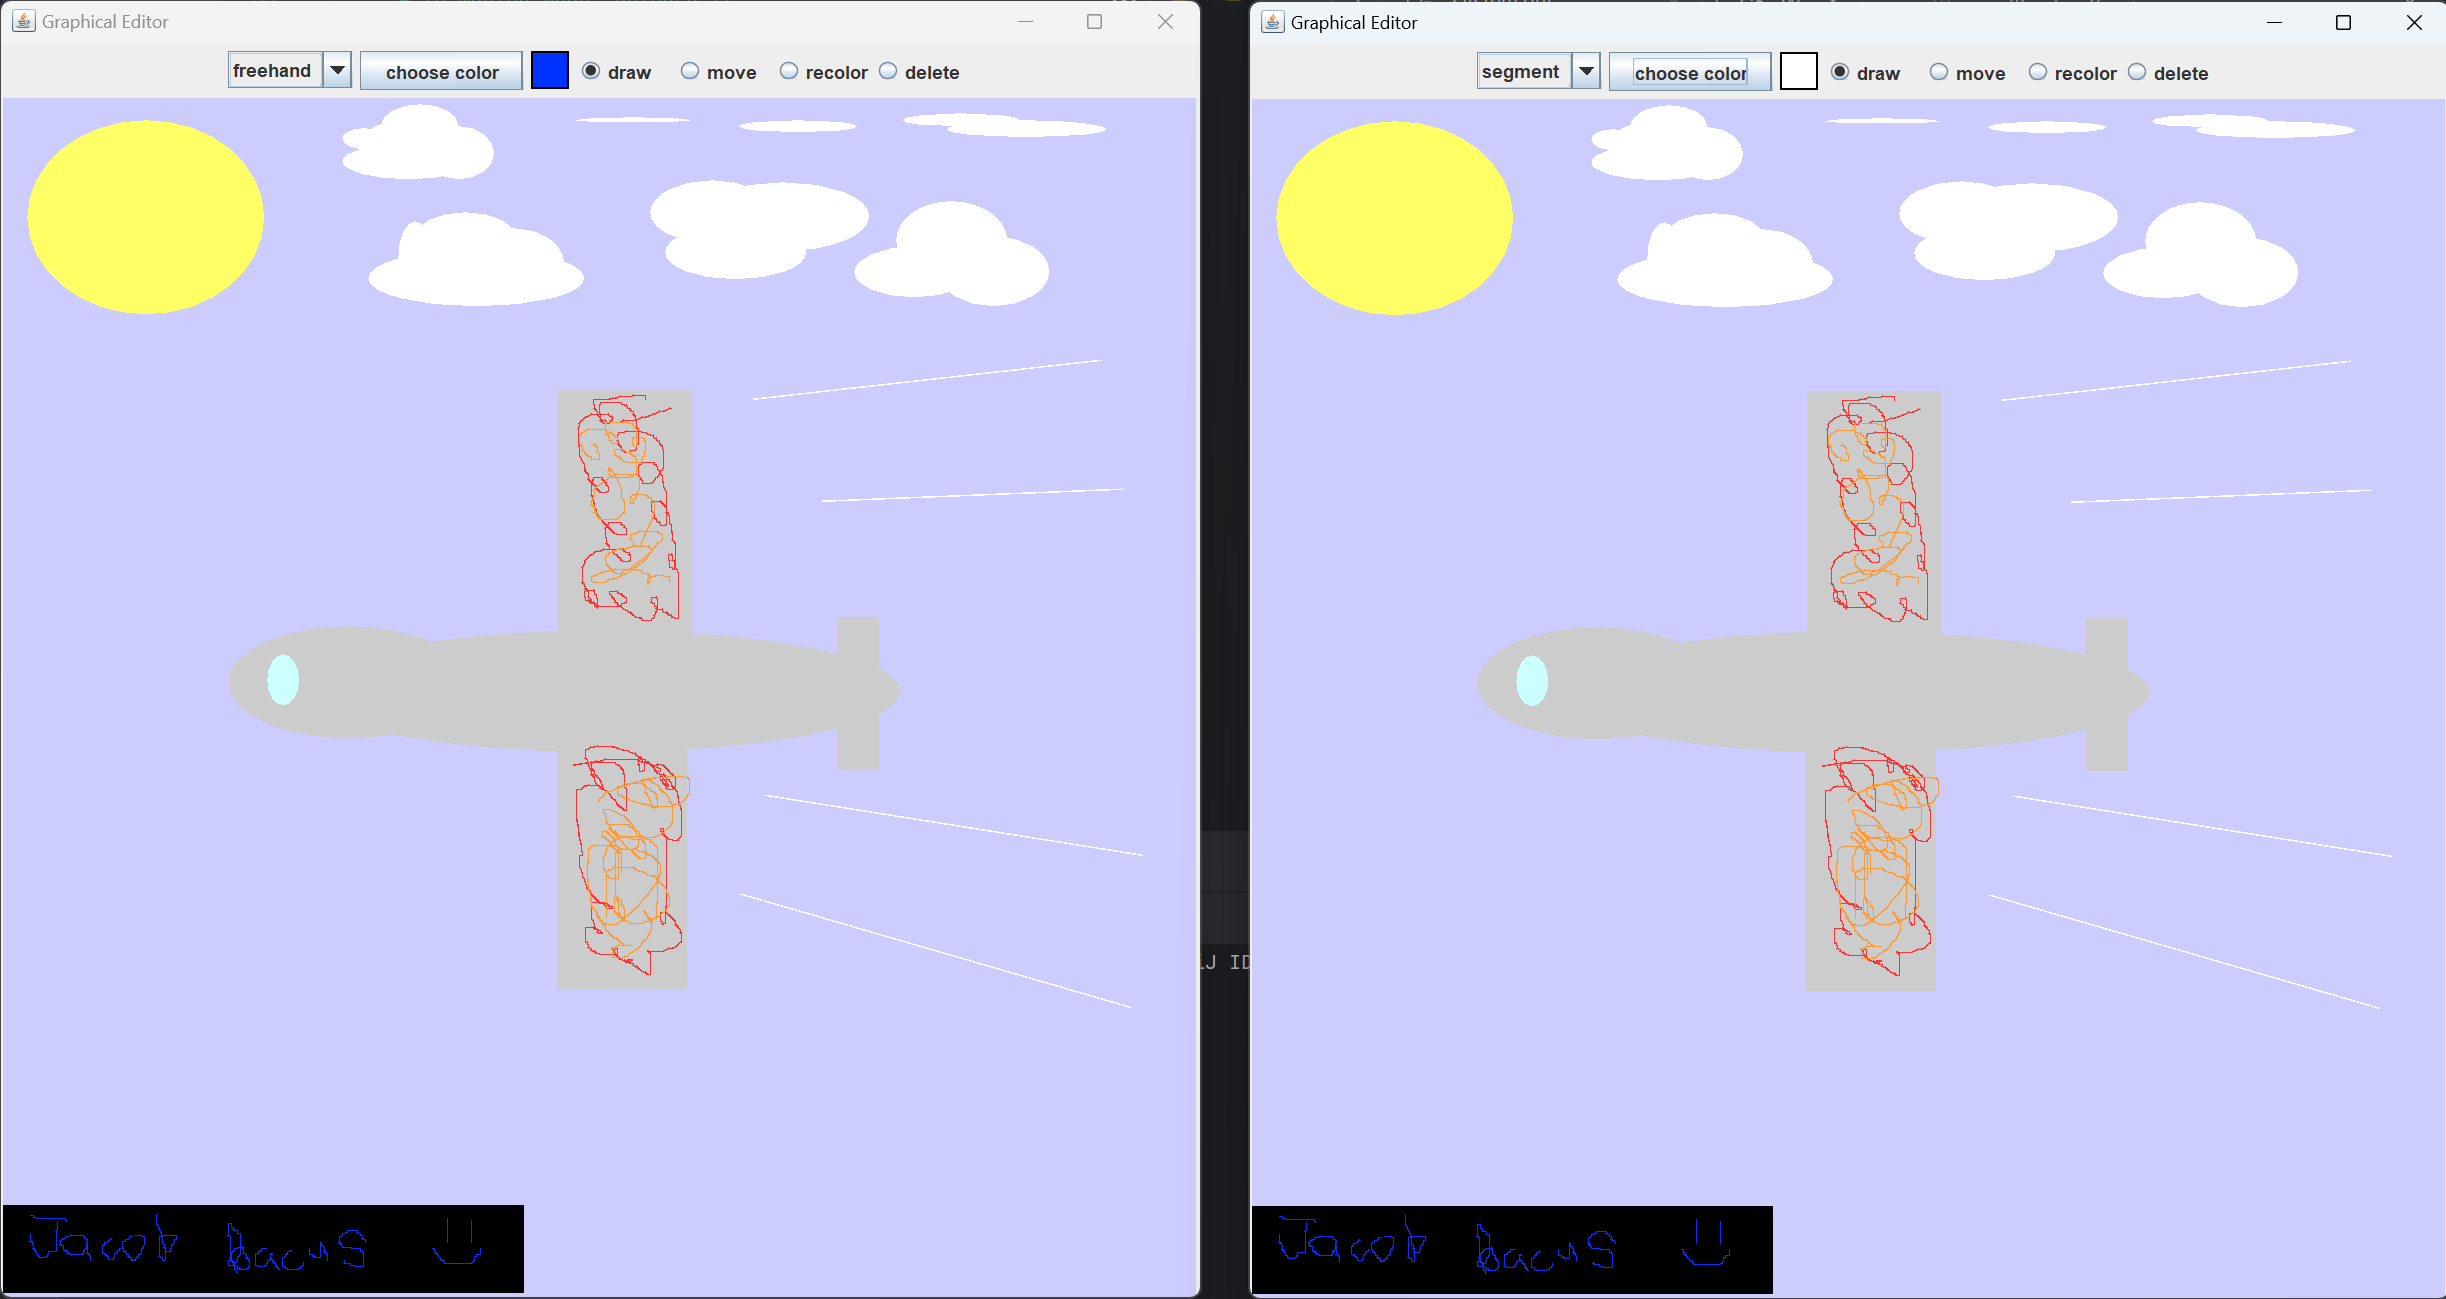 Graphical Editor
freehand choose color draw move recolor delete
Jacob Bacus
Graphical Editor
segment choose color draw move recolor delete
Jacob Bacus